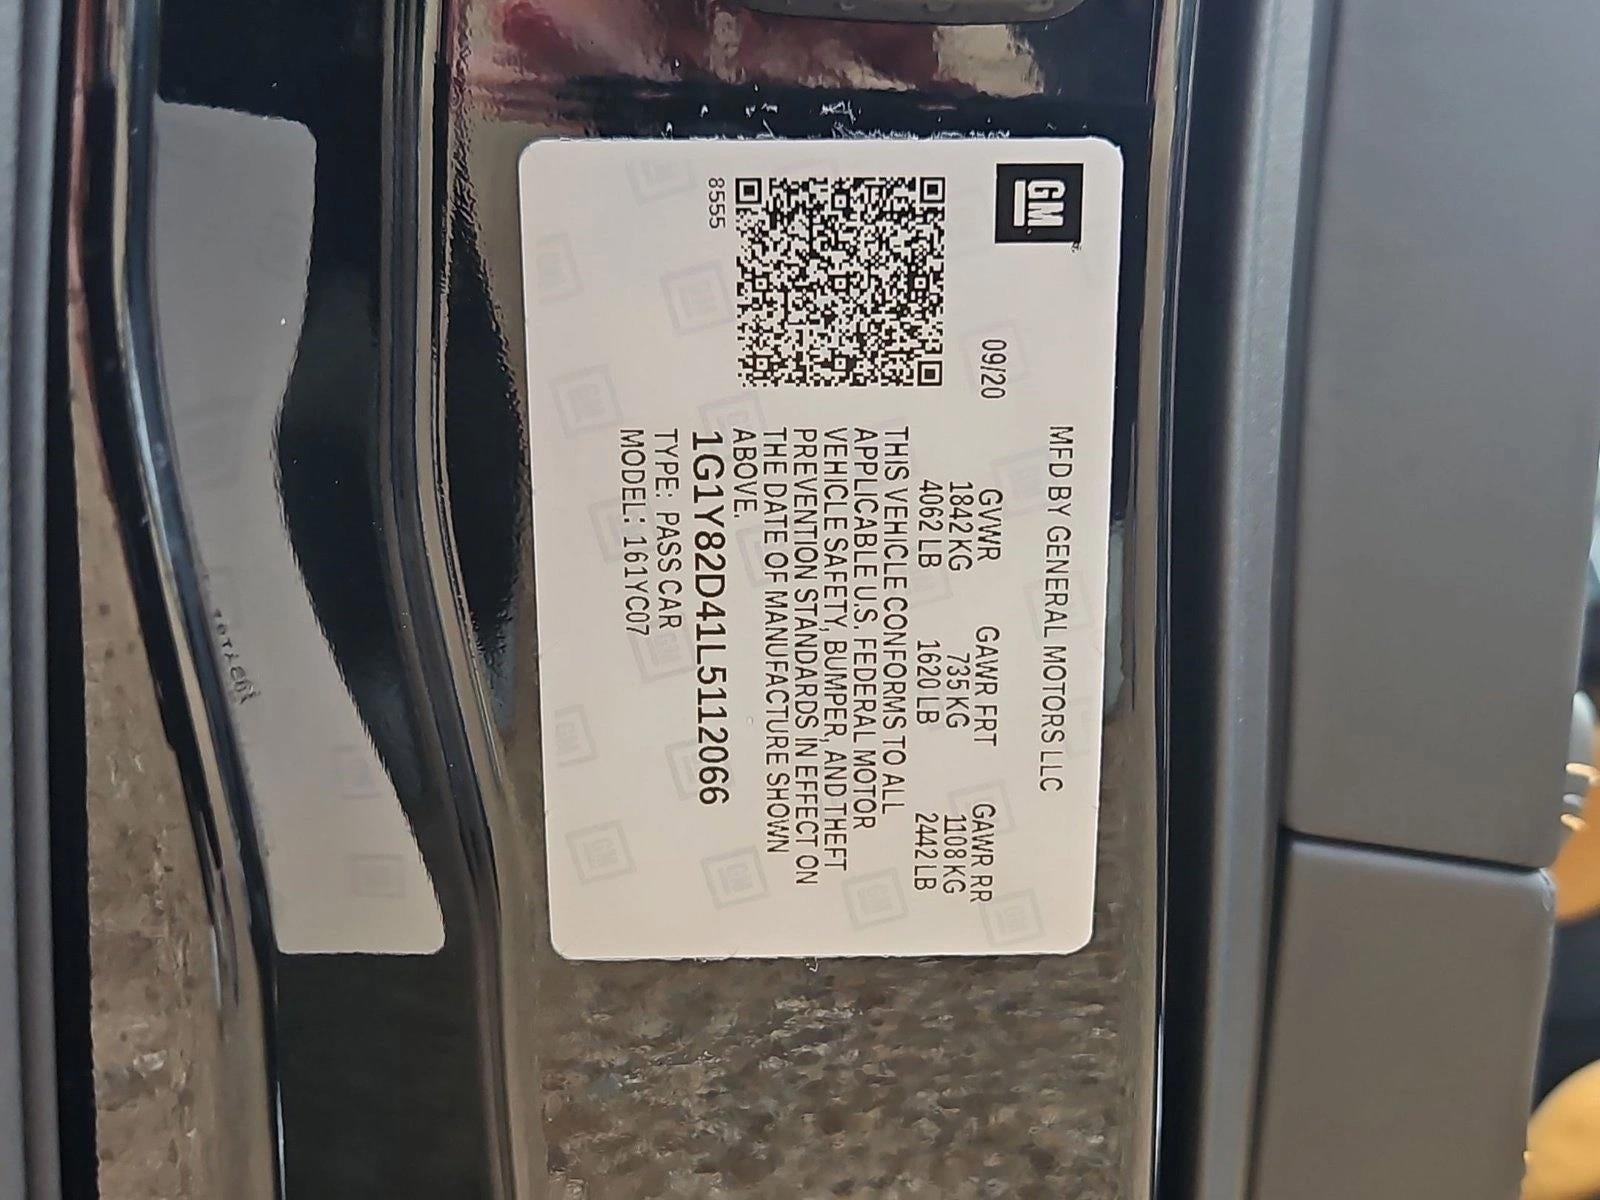 GM
MFD BY GENERAL MOTORS LLC
09/20
GVWR GAWR FRT GAWR RR
1842 KG 735 KG 1108 KG
4062 LB 1620 LB 2442 LB
THIS VEHICLE CONFORMS TO ALL
APPLICABLE U.S. FEDERAL MOTOR
VEHICLE SAFETY, BUMPER, AND THEFT
PREVENTION STANDARDS IN EFFECT ON
THE DATE OF MANUFACTURE SHOWN
ABOVE.
8555
1G1Y82D41L5112066
TYPE: PASS CAR
MODEL: 161YC07